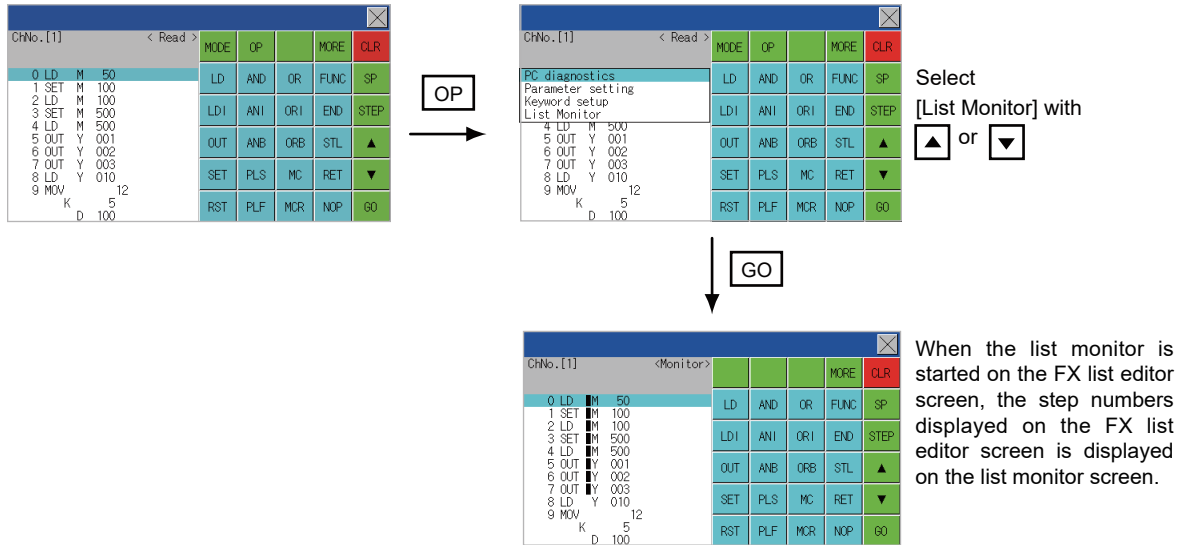 ChNo.[1] < Read >
MODE OP MORE CLR
0 LD M 50
1 SET M 100
2 LD M 100
3 SET M 500
4 LD M 500
5 OUT Y 001
6 OUT Y 002
7 OUT Y 003
8 LD Y 010
9 MOV 12
K 5
D 100
LD AND OR FUNC SP
LDI ANI ORI END STEP
OUT ANB ORB STL ▲
SET PLS MC RET ▼
RST PLF MCR NOP GO
OP
ChNo.[1] < Read >
MODE OP MORE CLR
PC diagnostics
Parameter setting
Keyword setup
List Monitor
4 LD M 500
5 OUT Y 001
6 OUT Y 002
7 OUT Y 003
8 LD Y 010
9 MOV 12
K 5
D 100
LD AND OR FUNC SP
LDI ANI ORI END STEP
OUT ANB ORB STL ▲
SET PLS MC RET ▼
RST PLF MCR NOP GO
Select
[List Monitor] with
▲ or ▼
GO
ChNo.[1] <Monitor>
MORE CLR
0 LD M 50
1 SET M 100
2 LD M 100
3 SET M 500
4 LD M 500
5 OUT Y 001
6 OUT Y 002
7 OUT Y 003
8 LD Y 010
9 MOV 12
K 5
D 100
LD AND OR FUNC SP
LDI ANI ORI END STEP
OUT ANB ORB STL ▲
SET PLS MC RET ▼
RST PLF MCR NOP GO
When the list monitor is
started on the FX list editor
screen, the step numbers
displayed on the FX list
editor screen is displayed
on the list monitor screen.